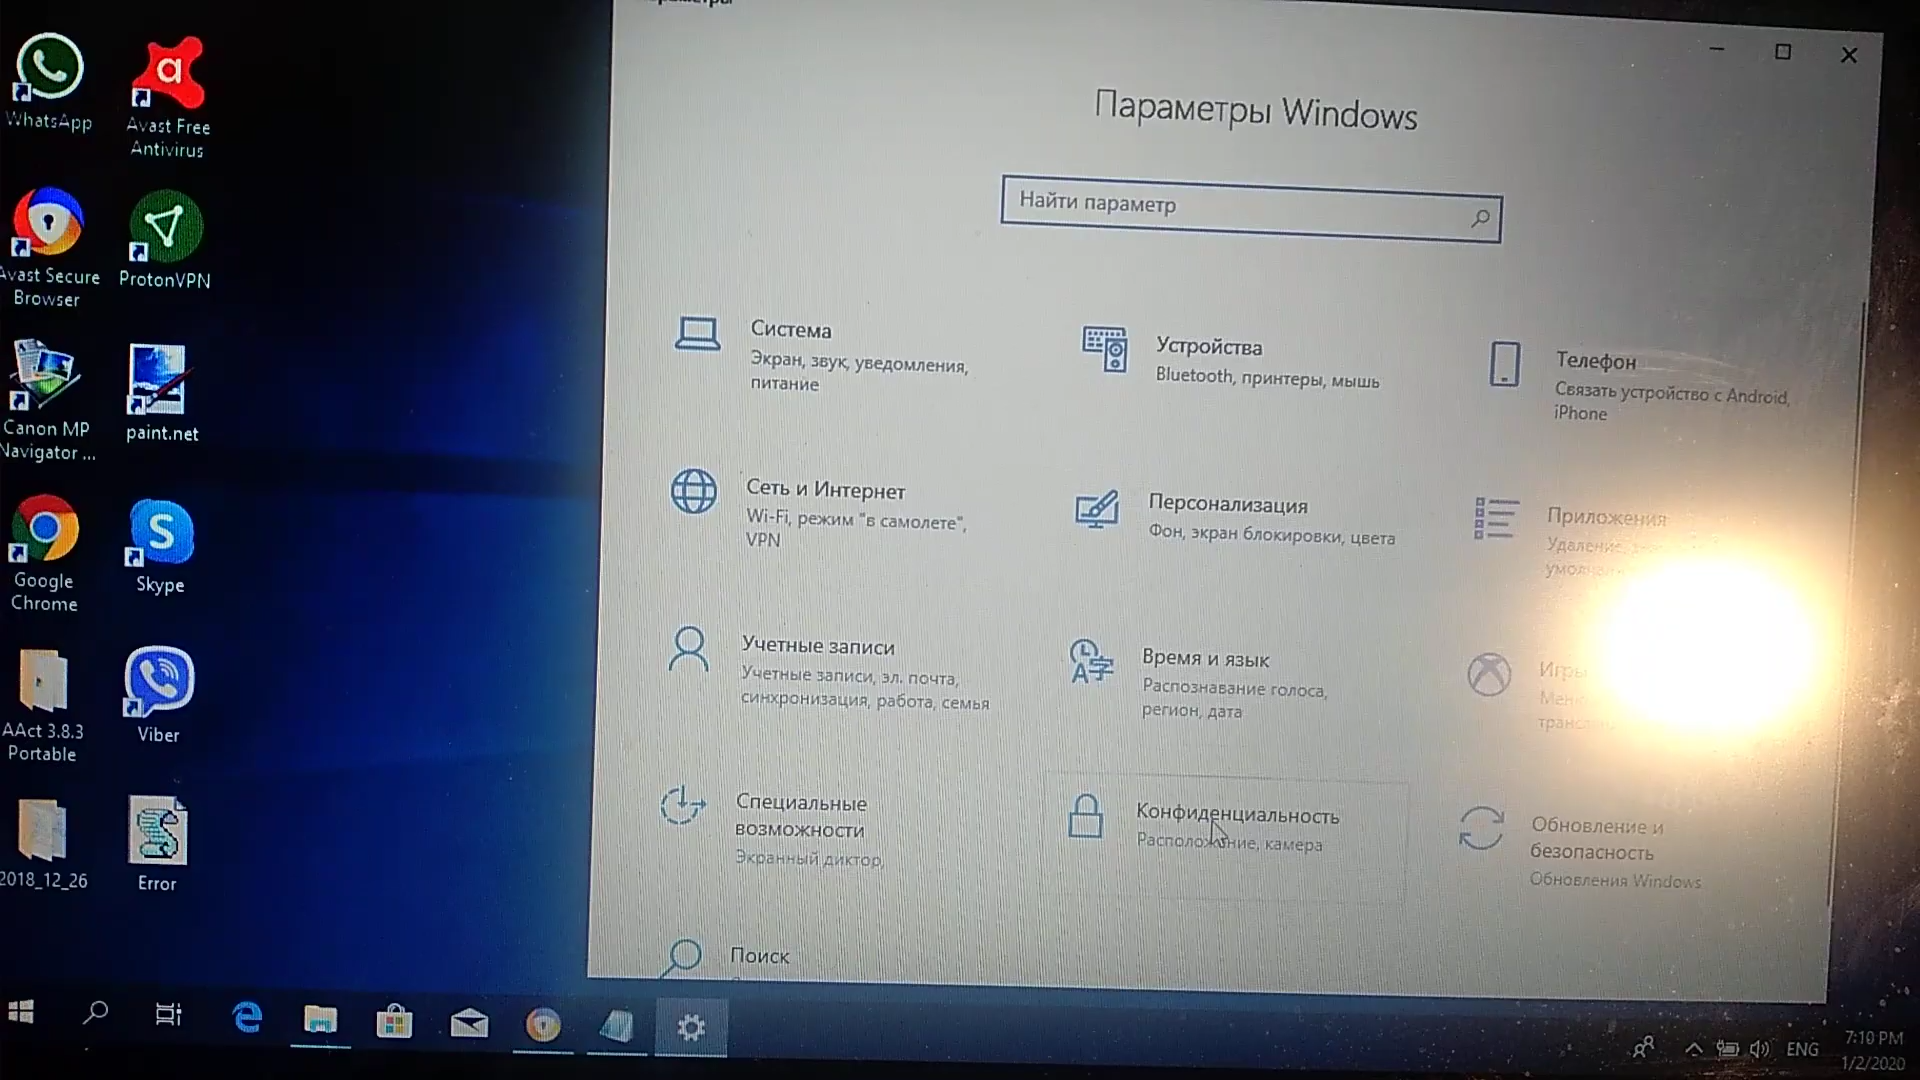 WhatsApp
Avast Free
Antivirus
Avast Secure
Browser
ProtonVPN
Canon MP
Navigator ...
paint.net
Google
Chrome
Skype
AAct 3.8.3
Portable
Viber
2018_12_26
Error
Параметры Windows
Найти параметр
Система
Экран, звук, уведомления,
питание
Устройства
Bluetooth, принтеры, мышь
Телефон
Связать устройство с Android,
iPhone
Сеть и Интернет
Wi-Fi, режим "в самолете",
VPN
Персонализация
Фон, экран блокировки, цвета
Приложения
Удаление,
Учетные записи
Учетные записи, эл. почта,
синхронизация, работа, семья
Время и язык
Распознавание голоса,
регион, дата
Игры
Специальные
возможности
Экранный диктор,
Конфиденциальность
Расположение, камера
Обновление и
безопасность
Обновления Windows
Поиск
ENG
7:10 PM
1/2/2020